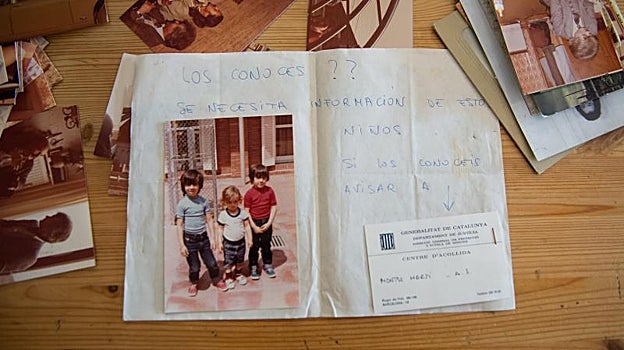 LOS CONOCES ??
SE NECESITA INFORMACIÓN DE ESTOS
NIÑOS.
SI LOS CONOCEIS
AVISAR A
GENERALITAT DE CATALUNYA
DEPARTAMENT DE JUSTÍCIA
CENTRE D'ACOLLIDA